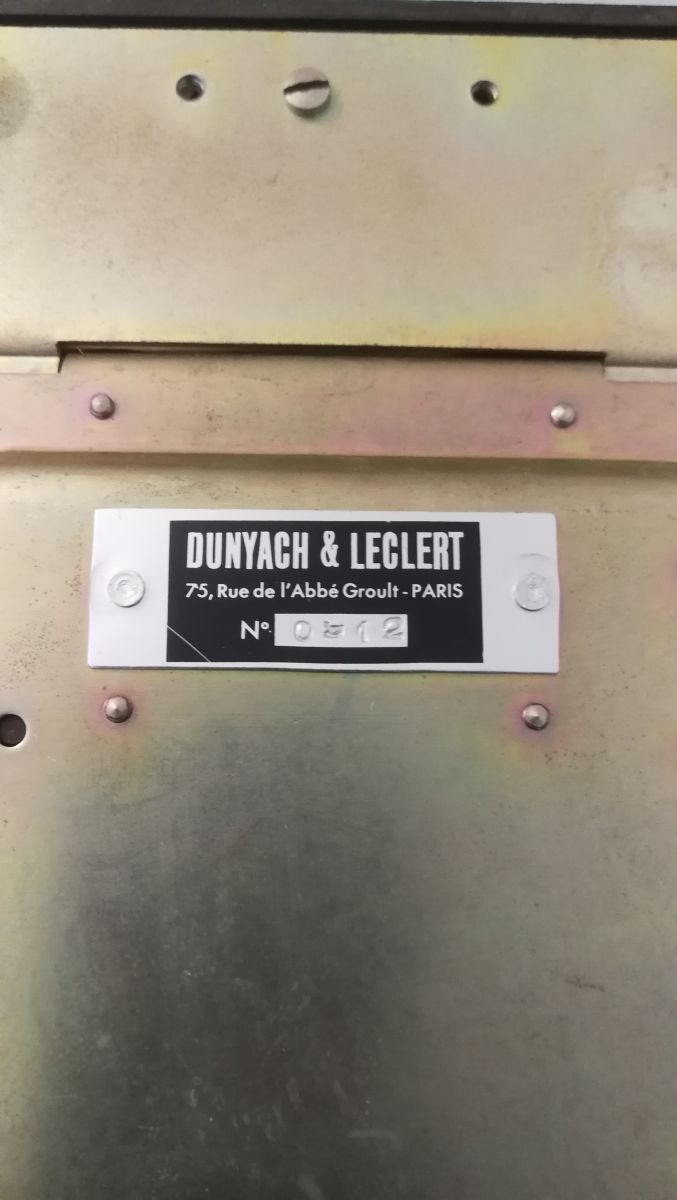 DUNYACH & LECLERT
75, Rue de l'Abbé Groult - PARIS
N° 0512